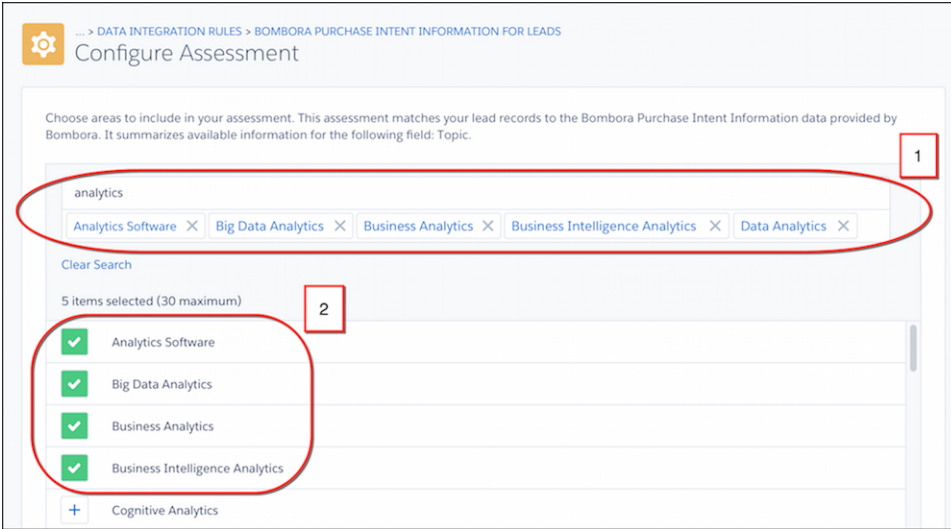 ... > DATA INTEGRATION RULES > BOMBORA PURCHASE INTENT INFORMATION FOR LEADS
Configure Assessment
Choose areas to include in your assessment. This assessment matches your lead records to the Bombora Purchase Intent Information data provided by
Bombora. It summarizes available information for the following field: Topic.
1
analytics
Analytics Software Big Data Analytics Business Analytics Business Intelligence Analytics Data Analytics
Clear Search
5 items selected (30 maximum)
2
Analytics Software
Big Data Analytics
Business Analytics
Business Intelligence Analytics
Cognitive Analytics